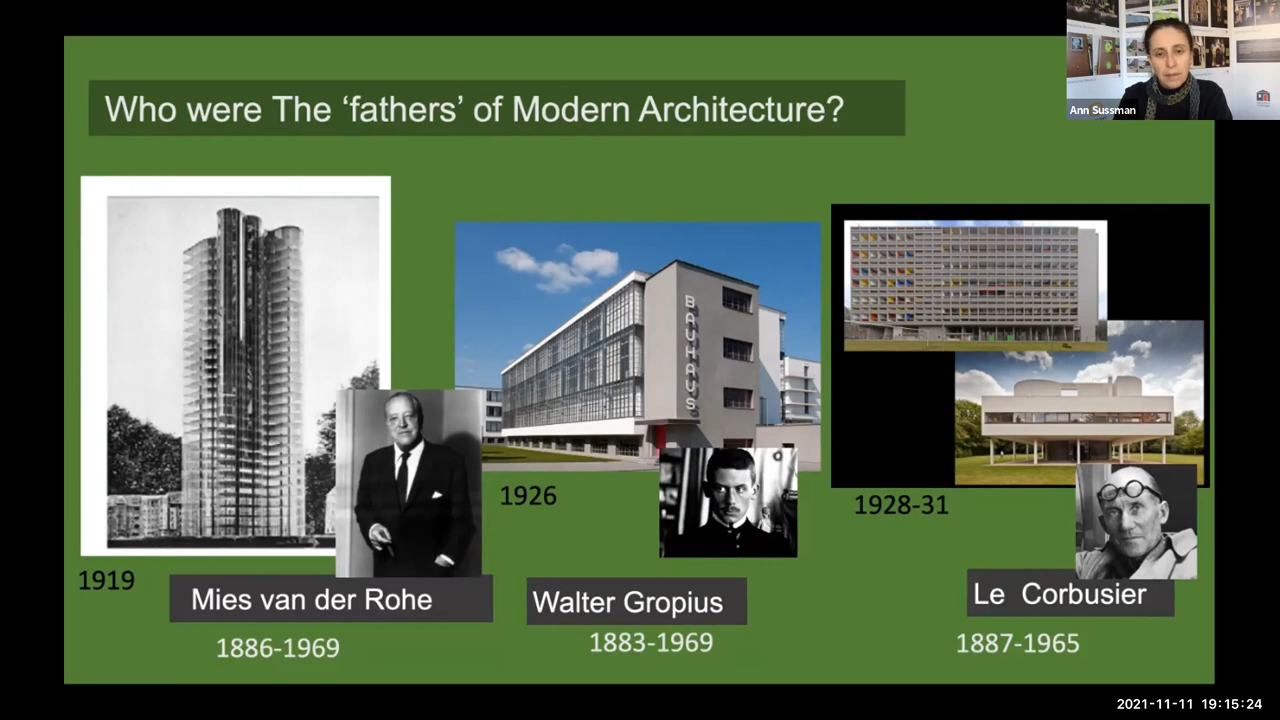 Ann Sussman
Who were The ‘fathers’ of Modern Architecture?
BAUHAUS
1919
1926
1928-31
Mies van der Rohe
Walter Gropius
Le Corbusier
1886-1969
1883-1969
1887-1965
2021-11-11 19:15:24